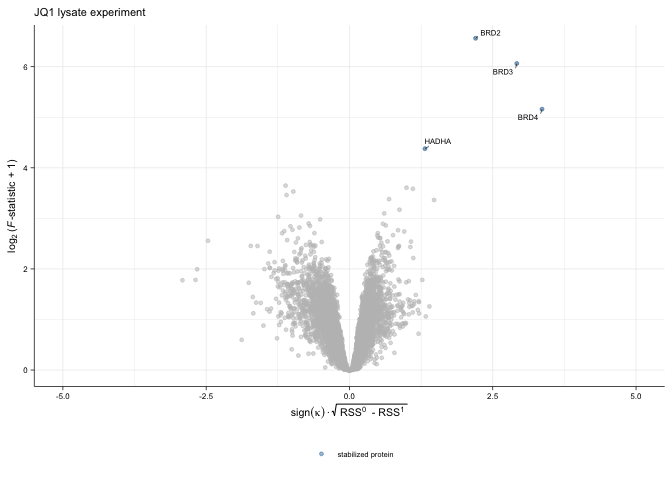 JQ1 lysate experiment
BRD2
BRD3
BRD4
HADHA
6
4
2
0
log₂ (F-statistic + 1)
-5.0 -2.5 0.0 2.5 5.0
sign(κ) · √ RSS⁰ - RSS¹
stabilized protein